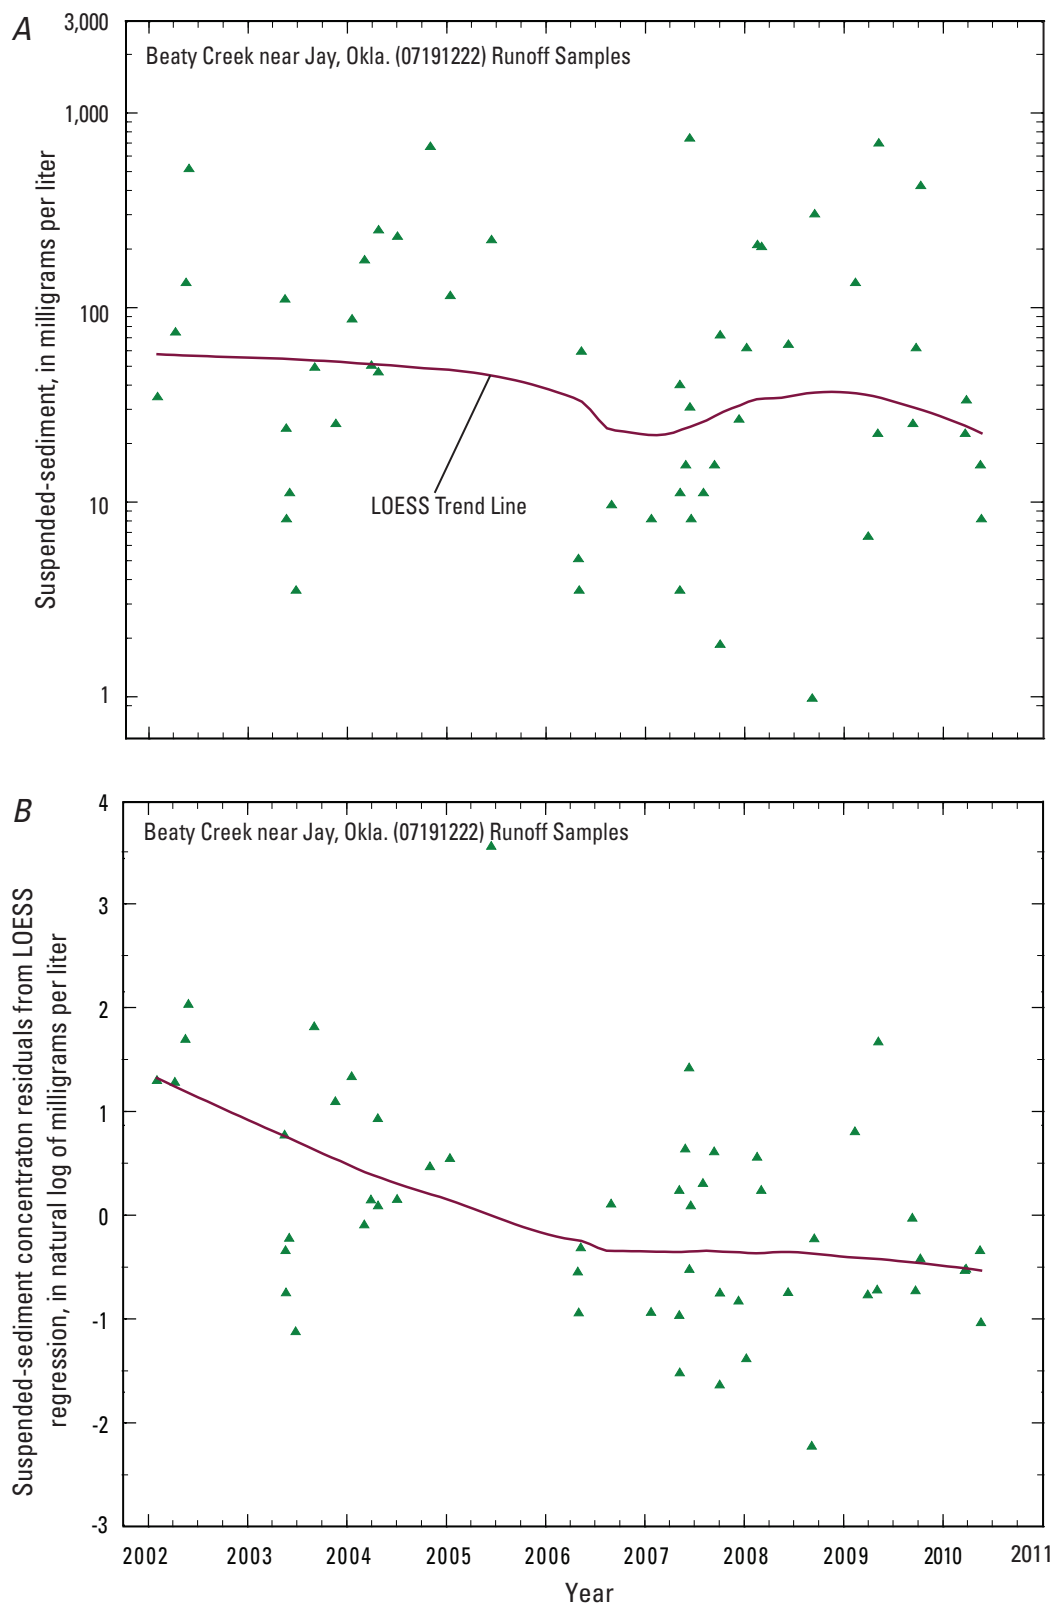 A
3,000
Beaty Creek near Jay, Okla. (07191222) Runoff Samples
1,000
100
10
1
Suspended-sediment, in milligrams per liter
LOESS Trend Line
B
4
Beaty Creek near Jay, Okla. (07191222) Runoff Samples
3
2
1
0
-1
-2
-3
Suspended-sediment concentraton residuals from LOESS
regression, in natural log of milligrams per liter
2002 2003 2004 2005 2006 2007 2008 2009 2010 2011
Year